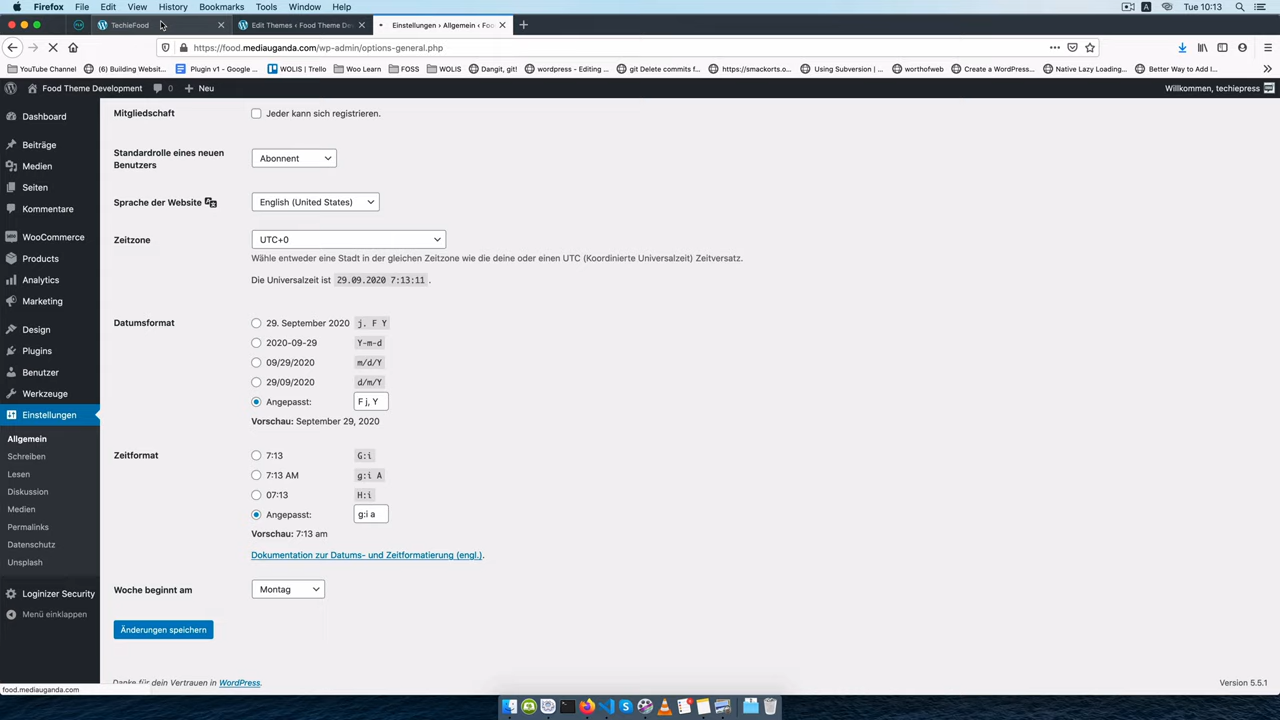 Firefox File Edit View History Bookmarks Tools Window Help A Tue 10:13
TechieFood Edit Themes ‹ Food Theme De Einstellungen › Allgemein ‹ Foo
https://food.mediauganda.com/wp-admin/options-general.php
YouTube Channel (6) Building Websit... Plugin v1 - Google ... WOLIS | Trello Woo Learn FOSS WOLIS Dangit, git! wordpress - Editing ... git Delete commits f... https://smackorts.o... Using Subversion | ... worthofweb Create a WordPress... Native Lazy Loading... Better Way to Add I...
Food Theme Development 0 Neu Willkommen, techiepress
Dashboard
Beiträge
Medien
Seiten
Kommentare
WooCommerce
Products
Analytics
Marketing
Design
Plugins
Benutzer
Werkzeuge
Einstellungen
Allgemein
Schreiben
Lesen
Diskussion
Medien
Permalinks
Datenschutz
Unsplash
Loginizer Security
Menü einklappen
food.mediauganda.com
Mitgliedschaft Jeder kann sich registrieren.
Standardrolle eines neuen
Benutzers
Abonnent
Sprache der Website English (United States)
Zeitzone UTC+0
Wähle entweder eine Stadt in der gleichen Zeitzone wie die deine oder einen UTC (Koordinierte Universalzeit) Zeitversatz.
Die Universalzeit ist 29.09.2020 7:13:11 .
Datumsformat 29. September 2020 j. F Y
2020-09-29 Y-m-d
09/29/2020 m/d/Y
29/09/2020 d/m/Y
Angepasst: F j, Y
Vorschau: September 29, 2020
Zeitformat 7:13 G:i
7:13 AM g:i A
07:13 H:i
Angepasst: g:i a
Vorschau: 7:13 am
Dokumentation zur Datums- und Zeitformatierung (engl.).
Woche beginnt am Montag
Änderungen speichern
Danke für dein Vertrauen in WordPress. Version 5.5.1